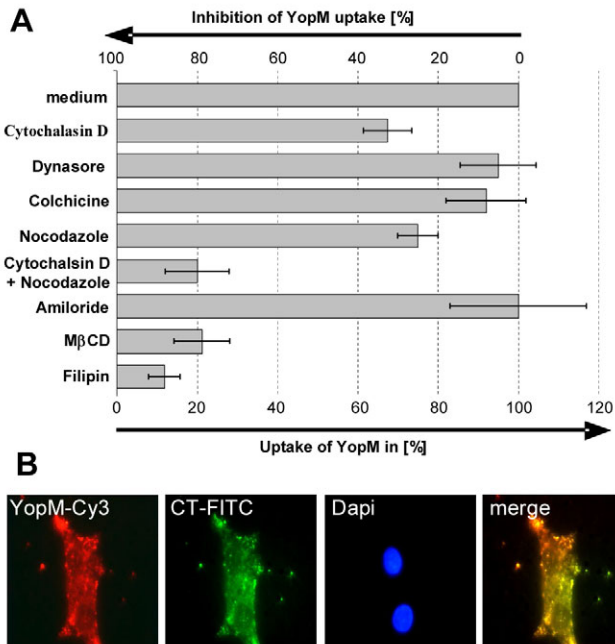 A
Inhibition of YopM uptake [%]
100 80 60 40 20 0
medium
Cytochalasin D
Dynasore
Colchicine
Nocodazole
Cytochalsin D
+ Nocodazole
Amiloride
MβCD
Filipin
0 20 40 60 80 100 120
Uptake of YopM in [%]
B
YopM-Cy3 CT-FITC Dapi merge